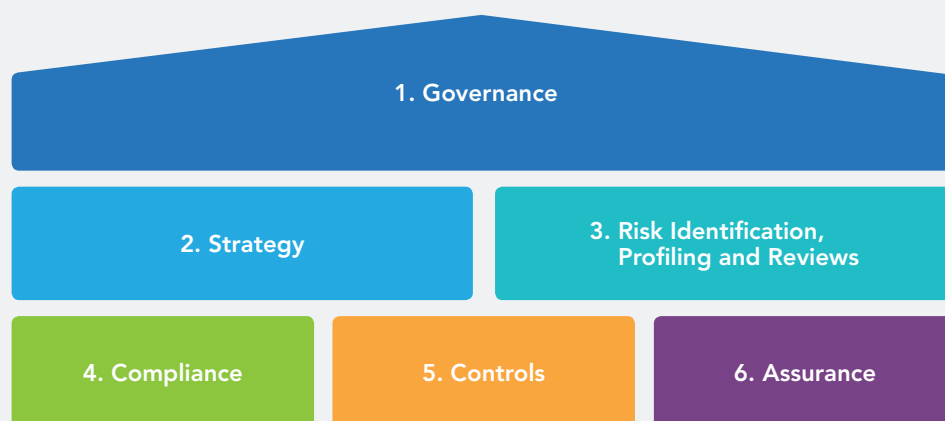 1. Governance
2. Strategy
3. Risk Identification,
Profiling and Reviews
4. Compliance
5. Controls
6. Assurance